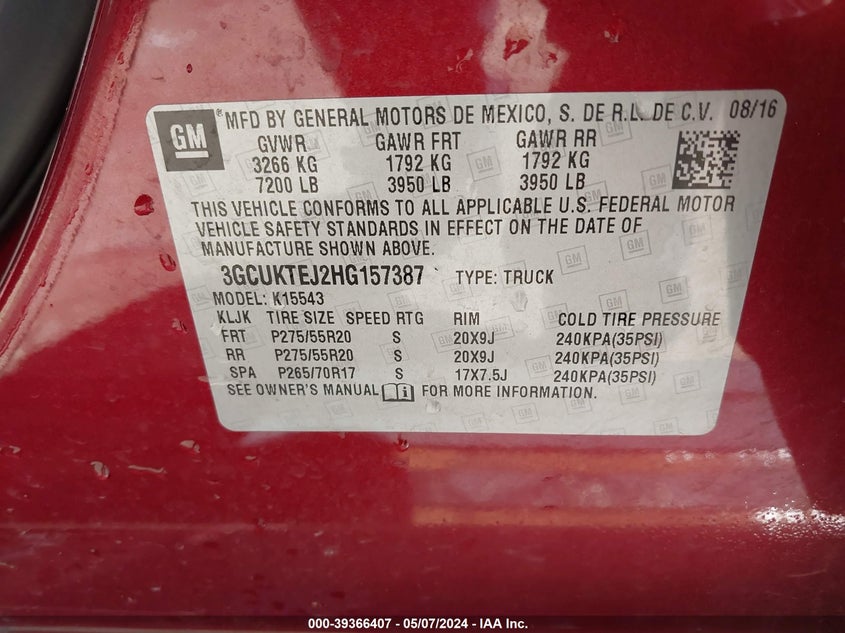 GM ® MFD BY GENERAL MOTORS DE MEXICO, S. DE R.L. DE C.V. 08/16
GVWR GAWR FRT GAWR RR
3266 KG 1792 KG 1792 KG
7200 LB 3950 LB 3950 LB
THIS VEHICLE CONFORMS TO ALL APPLICABLE U.S. FEDERAL MOTOR
VEHICLE SAFETY STANDARDS IN EFFECT ON THE DATE OF
MANUFACTURE SHOWN ABOVE.
3GCUKTEJ2HG157387 TYPE: TRUCK
MODEL: K15543
KLJK TIRE SIZE SPEED RTG RIM COLD TIRE PRESSURE
FRT P275/55R20 S 20X9J 240KPA(35PSI)
RR P275/55R20 S 20X9J 240KPA(35PSI)
SPA P265/70R17 S 17X7.5J 240KPA(35PSI)
SEE OWNER'S MANUAL FOR MORE INFORMATION.
000-39366407 - 05/07/2024 - IAA Inc.